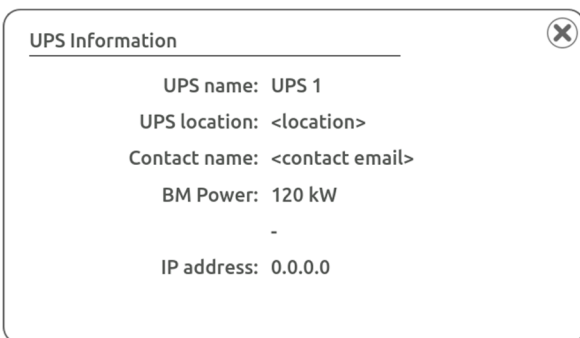 UPS Information
UPS name: UPS 1
UPS location: <location>
Contact name: <contact email>
BM Power: 120 kW
-
IP address: 0.0.0.0